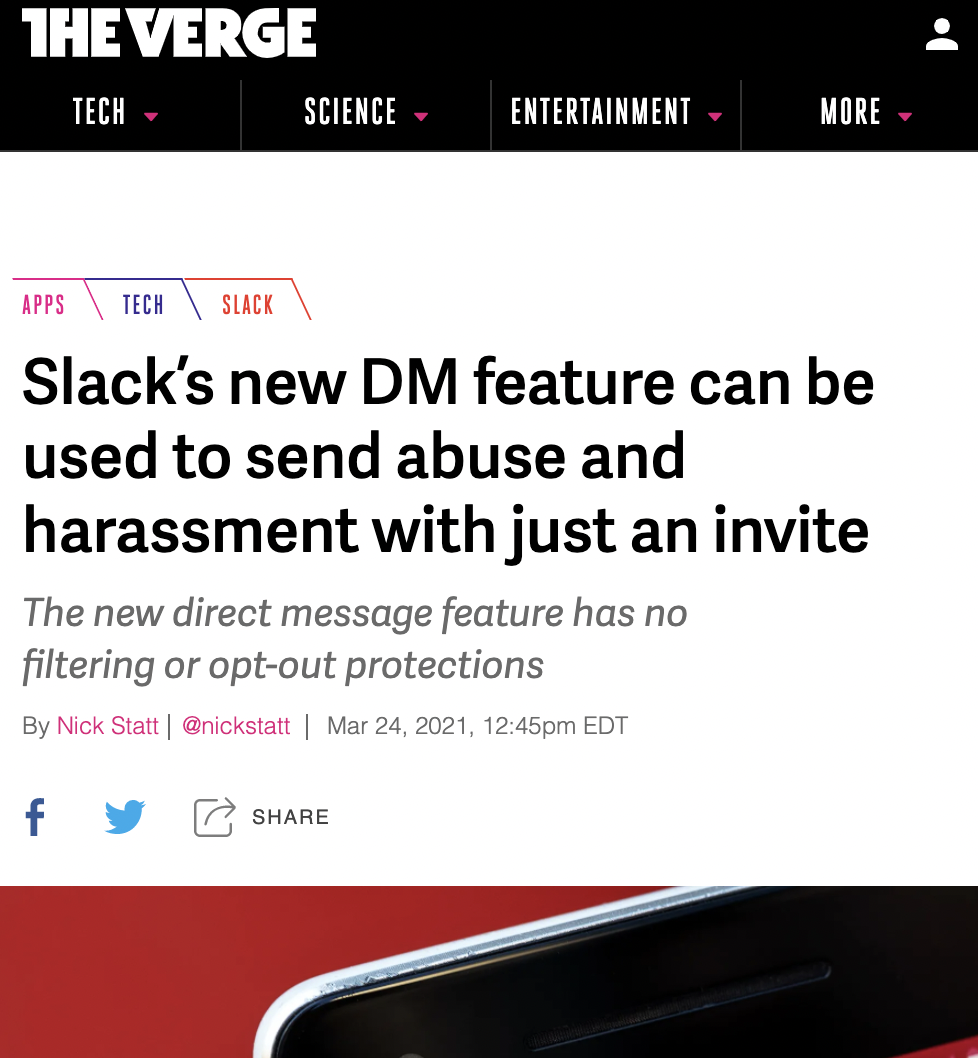 THE VERGE
TECH SCIENCE ENTERTAINMENT MORE
APPS TECH SLACK
Slack’s new DM feature can be
used to send abuse and
harassment with just an invite
The new direct message feature has no
filtering or opt-out protections
By Nick Statt | @nickstatt | Mar 24, 2021, 12:45pm EDT
SHARE